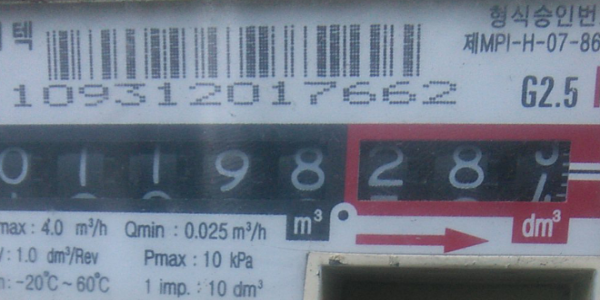 텍
형식승인번
제MPI-H-07-86
109312017662
G2.5
01198 28
m³
dm³
max : 4.0 m³/h Qmin : 0.025 m³/h
/ : 1.0 dm³/Rev Pmax : 10 kPa
n: -20°C ~ 60°C 1 imp. : 10 dm³